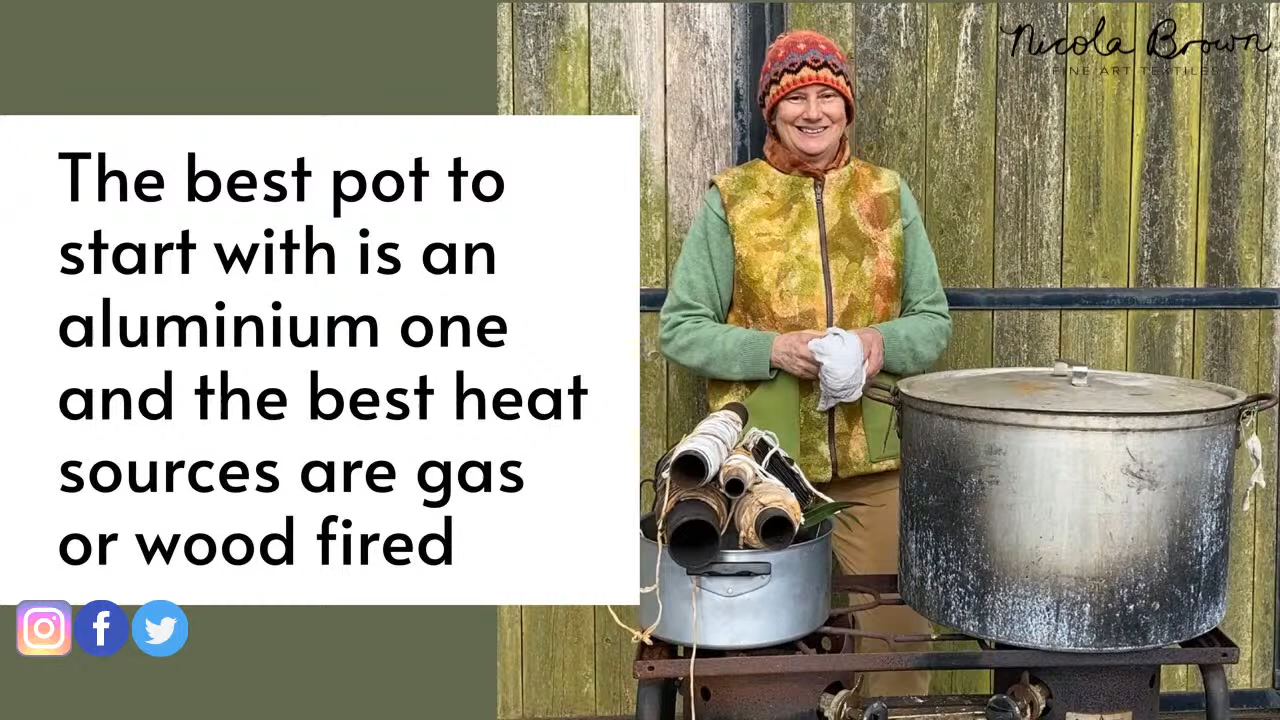 Nicola Brown
FINE ART TEXTILES
The best pot to
start with is an
aluminium one
and the best heat
sources are gas
or wood fired